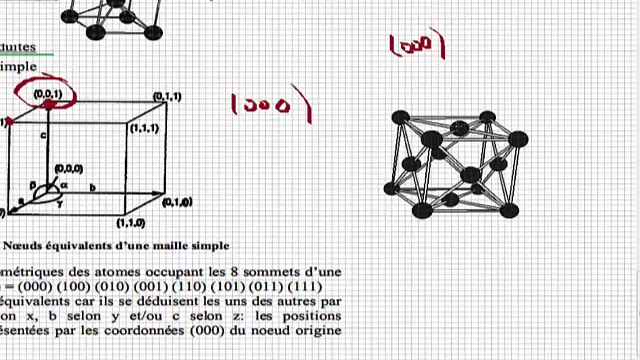 duites
imple
(000)
(0,0,1)
(0,1,1)
(000)
(1,1,1)
c
(0,0,0)
β α b
a γ
(0,1,0)
(1,1,0)
Nœuds équivalents d'une maille simple
ométriques des atomes occupant les 8 sommets d'une
= (000) (100) (010) (001) (110) (101) (011) (111)
équivalents car ils se déduisent les uns des autres par
on x, b selon y et/ou c selon z: les positions
ésentées par les coordonnées (000) du noeud origine